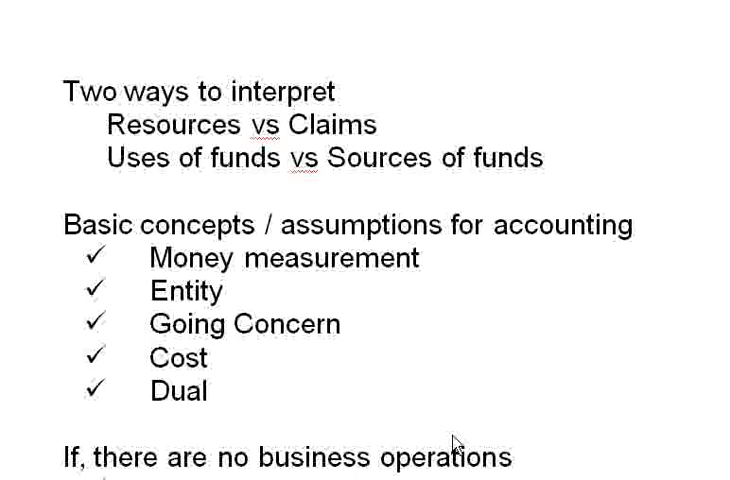 Two ways to interpret
Resources vs Claims
Uses of funds vs Sources of funds
Basic concepts / assumptions for accounting
✓ Money measurement
✓ Entity
✓ Going Concern
✓ Cost
✓ Dual
If, there are no business operations